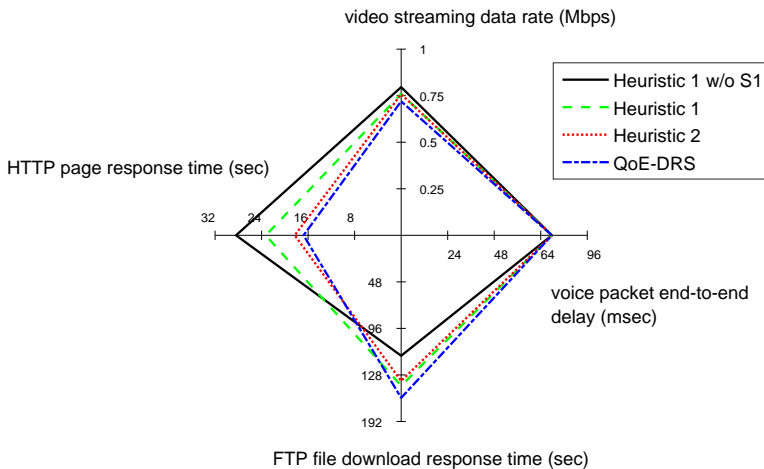 video streaming data rate (Mbps)
1
0.75
0.5
0.25
Heuristic 1 w/o S1
Heuristic 1
Heuristic 2
QoE-DRS
HTTP page response time (sec)
32
24
16
8
24
48
64
96
voice packet end-to-end
delay (msec)
48
96
128
192
FTP file download response time (sec)